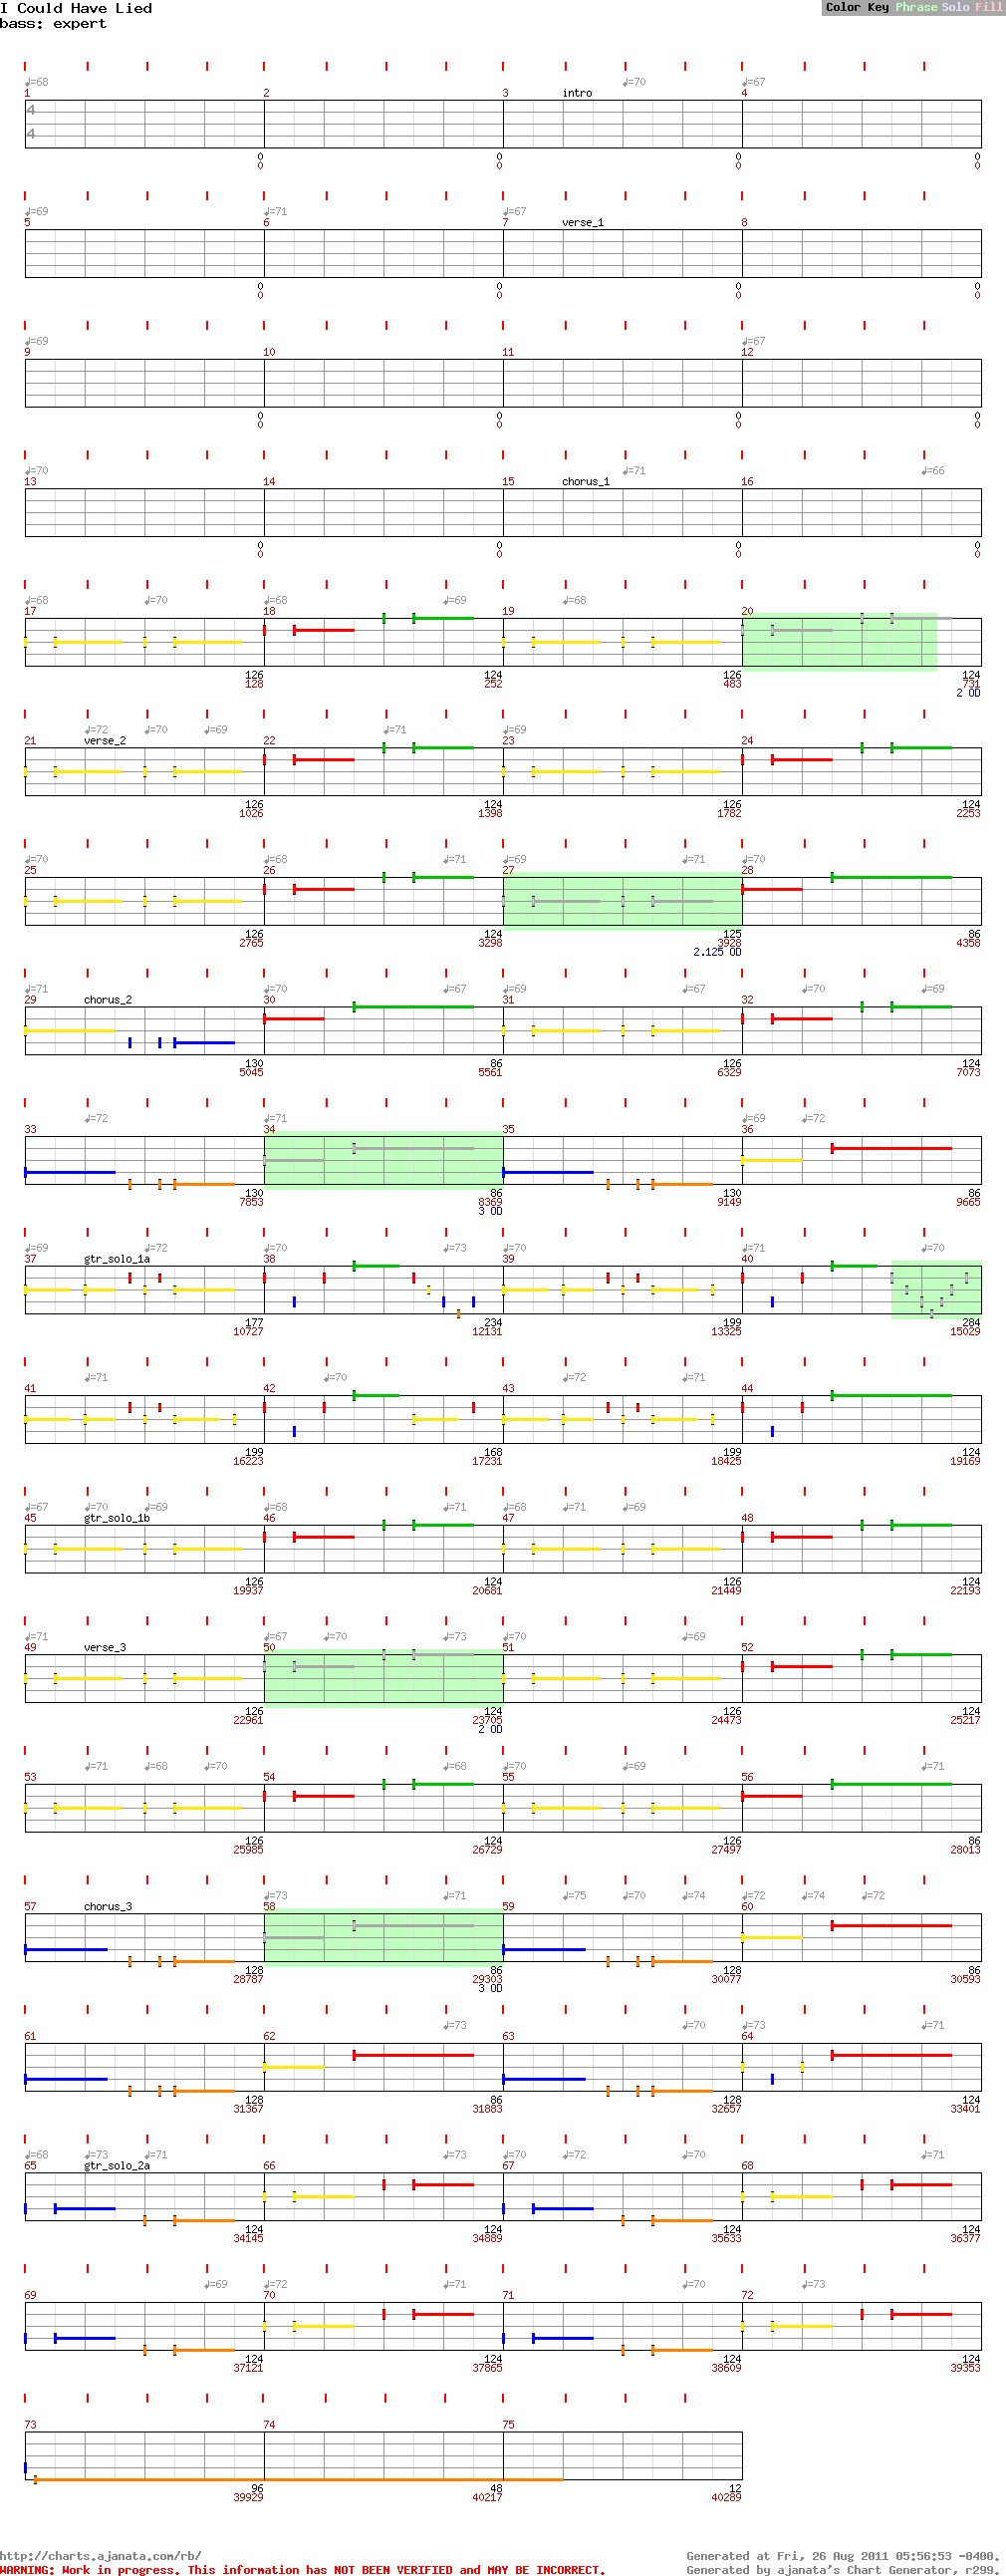 I Could Have Lied
bass: expert
Color Key Phrase Solo Fill
♩=68 ♩=70 ♩=67
1 2 3 intro 4
4
4
0 0 0 0
0 0 0 0
♩=69 ♩=71 ♩=67
5 6 7 verse_1 8
0 0 0 0
0 0 0 0
♩=69 ♩=67
9 10 11 12
0 0 0 0
0 0 0 0
♩=70 ♩=71 ♩=66
13 14 15 chorus_1 16
0 0 0 0
0 0 0 0
♩=68 ♩=70 ♩=68 ♩=69 ♩=68
17 18 19 20
126 124 126 124
128 252 483 731
2 OD
♩=72 ♩=70 ♩=69 ♩=71 ♩=69
21 verse_2 22 23 24
126 124 126 124
1026 1398 1782 2253
♩=70 ♩=68 ♩=71 ♩=69 ♩=71 ♩=70
25 26 27 28
126 124 125 86
2765 3298 3928 4358
2.125 OD
♩=71 ♩=70 ♩=67 ♩=69 ♩=67 ♩=70 ♩=69
29 chorus_2 30 31 32
130 86 126 124
5045 5561 6329 7073
♩=72 ♩=71 ♩=69 ♩=72
33 34 35 36
130 86 130 86
7853 8369 9149 9665
3 OD
♩=69 ♩=72 ♩=70 ♩=73 ♩=70 ♩=71 ♩=70
37 gtr_solo_1a 38 39 40
177 234 199 284
10727 12131 13325 15029
♩=71 ♩=70 ♩=72 ♩=71
41 42 43 44
199 168 199 124
16223 17231 18425 19169
♩=67 ♩=70 ♩=69 ♩=68 ♩=71 ♩=68 ♩=71 ♩=69
45 gtr_solo_1b 46 47 48
126 124 126 124
19937 20681 21449 22193
♩=71 ♩=67 ♩=70 ♩=73 ♩=70 ♩=69
49 verse_3 50 51 52
126 124 126 124
22961 23705 24473 25217
2 OD
♩=71 ♩=68 ♩=70 ♩=68 ♩=70 ♩=69 ♩=71
53 54 55 56
126 124 126 86
25985 26729 27497 28013
♩=73 ♩=71 ♩=75 ♩=70 ♩=74 ♩=72 ♩=74 ♩=72
57 chorus_3 58 59 60
128 86 128 86
28787 29303 30077 30593
3 OD
♩=73 ♩=70 ♩=73 ♩=71
61 62 63 64
128 86 128 124
31367 31883 32657 33401
♩=68 ♩=73 ♩=71 ♩=73 ♩=70 ♩=72 ♩=70 ♩=71
65 gtr_solo_2a 66 67 68
124 124 124 124
34145 34889 35633 36377
♩=69 ♩=72 ♩=71 ♩=70 ♩=73
69 70 71 72
124 124 124 124
37121 37865 38609 39353
73 74 75
96 48 12
39929 40217 40289
http://charts.ajanata.com/rb/
Generated at Fri, 26 Aug 2011 05:56:53 -0400.
WARNING: Work in progress. This information has NOT BEEN VERIFIED and MAY BE INCORRECT.
Generated by ajanata's Chart Generator, r299.